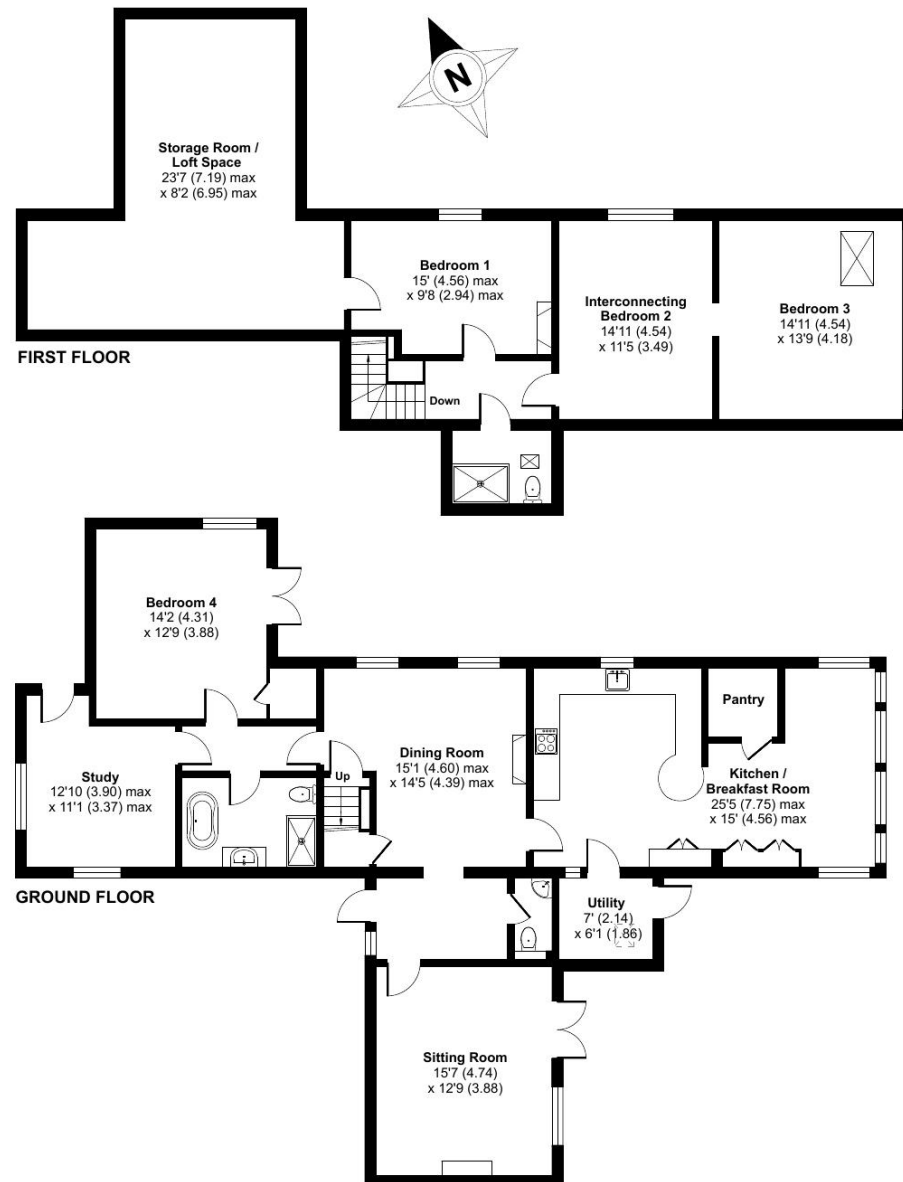 N
Storage Room /
Loft Space
23'7 (7.19) max
x 8'2 (6.95) max
Bedroom 1
15' (4.56) max
x 9'8 (2.94) max
Interconnecting
Bedroom 2
14'11 (4.54)
x 11'5 (3.49)
Bedroom 3
14'11 (4.54)
x 13'9 (4.18)
FIRST FLOOR
Down
Bedroom 4
14'2 (4.31)
x 12'9 (3.88)
Pantry
Study
12'10 (3.90) max
x 11'1 (3.37) max
Up
Dining Room
15'1 (4.60) max
x 14'5 (4.39) max
Kitchen /
Breakfast Room
25'5 (7.75) max
x 15' (4.56) max
GROUND FLOOR
Utility
7' (2.14)
x 6'1 (1.86)
Sitting Room
15'7 (4.74)
x 12'9 (3.88)